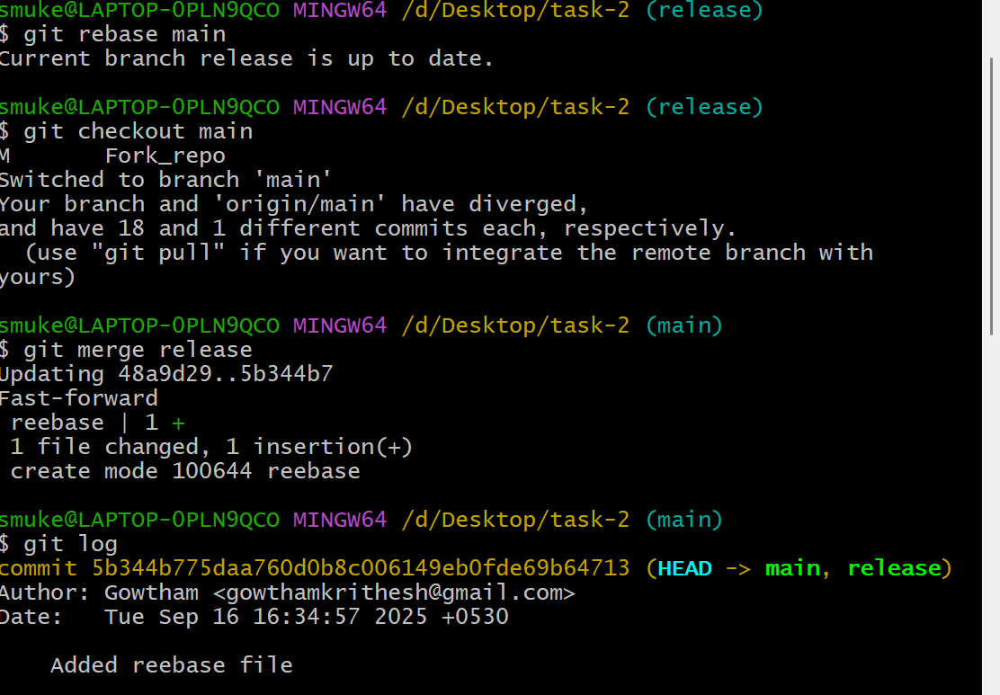 smuke@LAPTOP-0PLN9QCO MINGW64 /d/Desktop/task-2 (release)
$ git rebase main
Current branch release is up to date.
smuke@LAPTOP-0PLN9QCO MINGW64 /d/Desktop/task-2 (release)
$ git checkout main
M       Fork_repo
Switched to branch 'main'
Your branch and 'origin/main' have diverged,
and have 18 and 1 different commits each, respectively.
  (use "git pull" if you want to integrate the remote branch with
yours)
smuke@LAPTOP-0PLN9QCO MINGW64 /d/Desktop/task-2 (main)
$ git merge release
Updating 48a9d29..5b344b7
Fast-forward
 reebase | 1 +
 1 file changed, 1 insertion(+)
 create mode 100644 reebase
smuke@LAPTOP-0PLN9QCO MINGW64 /d/Desktop/task-2 (main)
$ git log
commit 5b344b775daa760d0b8c006149eb0fde69b64713 (HEAD -> main, release)
Author: Gowtham <gowthamkrithesh@gmail.com>
Date:   Tue Sep 16 16:34:57 2025 +0530
    Added reebase file